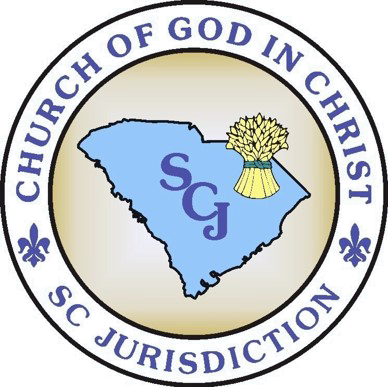 CHURCH OF GOD IN CHRIST
SCJ
SC JURISDICTION